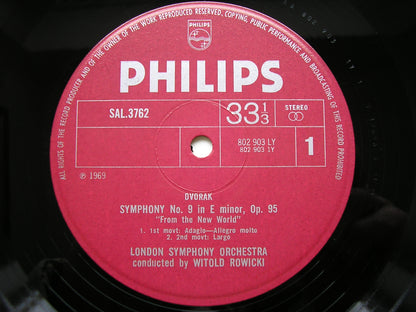 ALL RIGHTS OF THE RECORD PRODUCER AND OF THE OWNER OF THE WORK REPRODUCED RESERVED. COPYING, PUBLIC PERFORMANCE AND BROADCASTING OF THIS RECORD PROHIBITED
PHILIPS
PHILIPS
SAL.3762
33 1/3
STEREO
802 903 LY
802 903 1Y
1
℗ 1969
DVORAK
SYMPHONY No. 9 in E minor, Op. 95
"From the New World"
1. 1st movt: Adagio–Allegro molto
2. 2nd movt: Largo
LONDON SYMPHONY ORCHESTRA
conducted by WITOLD ROWICKI